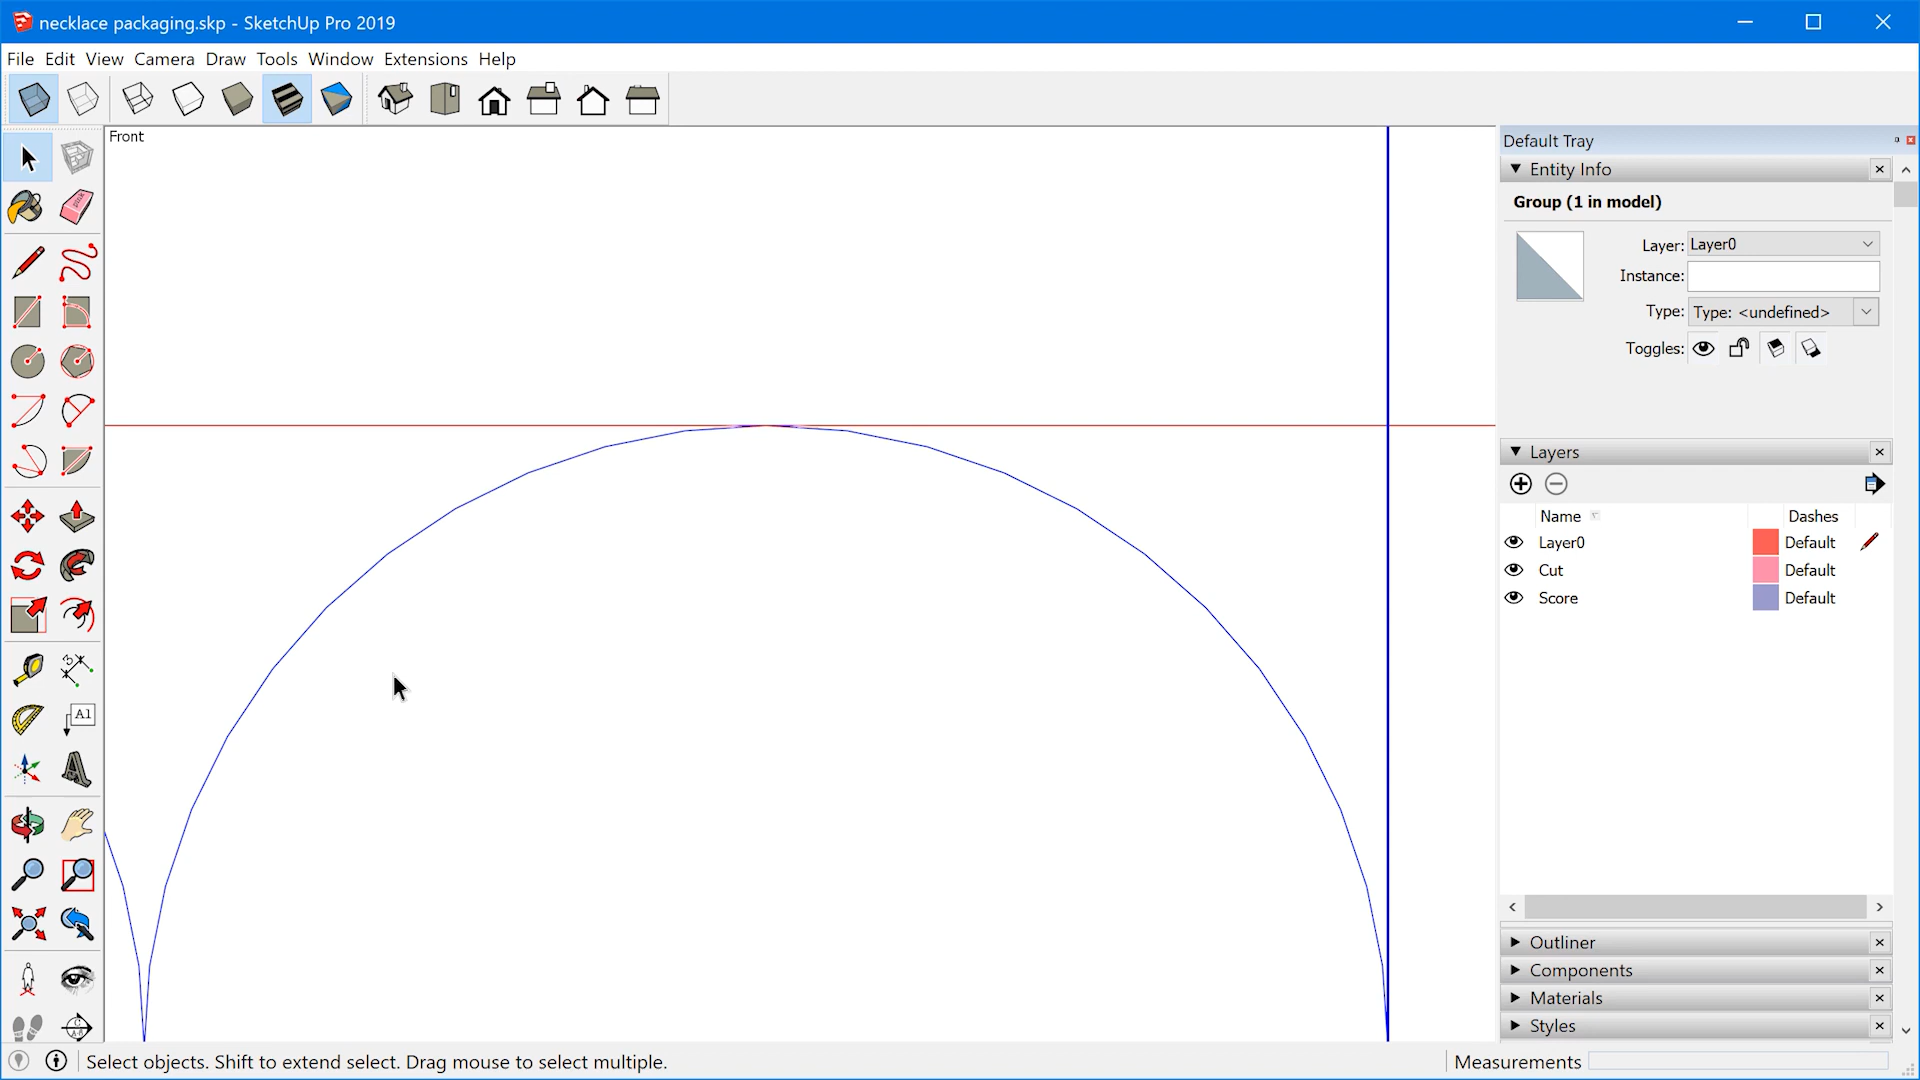 necklace packaging.skp - SketchUp Pro 2019
File Edit View Camera Draw Tools Window Extensions Help
Front
Default Tray
Entity Info
Group (1 in model)
Layer: Layer0
Instance:
Type: Type: <undefined>
Toggles:
Layers
Name Dashes
Layer0 Default
Cut Default
Score Default
A1
Outliner
Components
Materials
Styles
Select objects. Shift to extend select. Drag mouse to select multiple.
Measurements